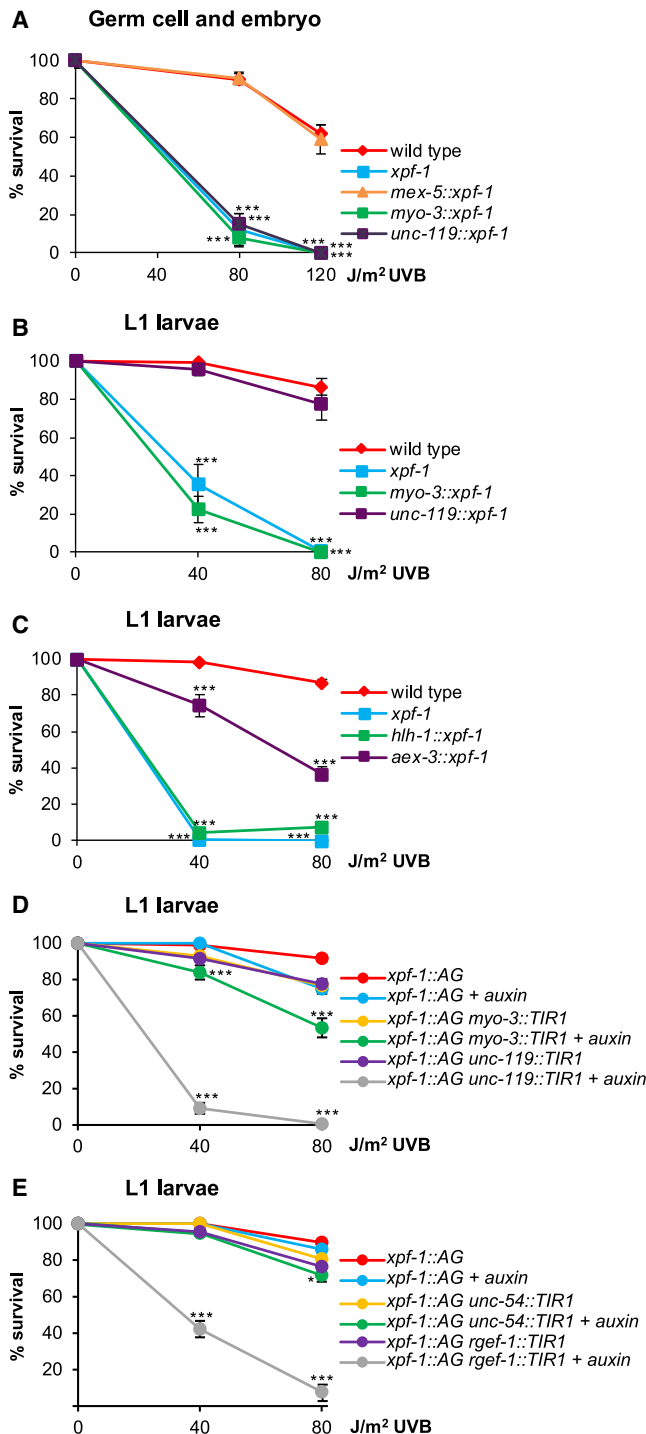 A Germ cell and embryo
% survival
100
80
60
40
20
0
0 40 80 120 J/m² UVB
***
***
***
***
***
***
wild type
xpf-1
mex-5::xpf-1
myo-3::xpf-1
unc-119::xpf-1
B L1 larvae
% survival
100
80
60
40
20
0
0 40 80 J/m² UVB
***
***
***
***
wild type
xpf-1
myo-3::xpf-1
unc-119::xpf-1
C L1 larvae
% survival
100
80
60
40
20
0
0 40 80 J/m² UVB
***
***
***
***
***
***
wild type
xpf-1
hlh-1::xpf-1
aex-3::xpf-1
D L1 larvae
% survival
100
80
60
40
20
0
0 40 80 J/m² UVB
***
***
***
***
xpf-1::AG
xpf-1::AG + auxin
xpf-1::AG myo-3::TIR1
xpf-1::AG myo-3::TIR1 + auxin
xpf-1::AG unc-119::TIR1
xpf-1::AG unc-119::TIR1 + auxin
E L1 larvae
% survival
100
80
60
40
20
0 40 80 J/m² UVB
*
***
***
xpf-1::AG
xpf-1::AG + auxin
xpf-1::AG unc-54::TIR1
xpf-1::AG unc-54::TIR1 + auxin
xpf-1::AG rgef-1::TIR1
xpf-1::AG rgef-1::TIR1 + auxin